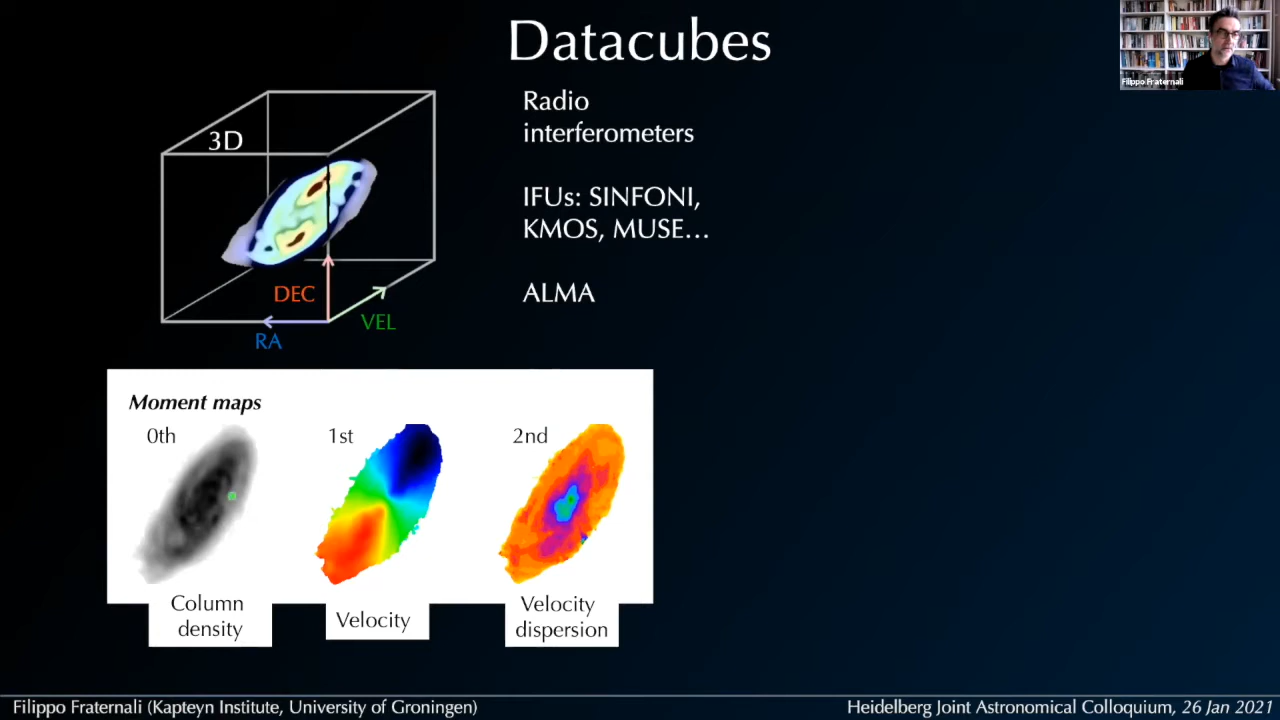 Datacubes
Filippo Fraternali
3D
DEC
VEL
RA
Radio
interferometers
IFUs: SINFONI,
KMOS, MUSE…
ALMA
Moment maps
0th
1st
2nd
Column
density
Velocity
Velocity
dispersion
Filippo Fraternali (Kapteyn Institute, University of Groningen)
Heidelberg Joint Astronomical Colloquium, 26 Jan 2021